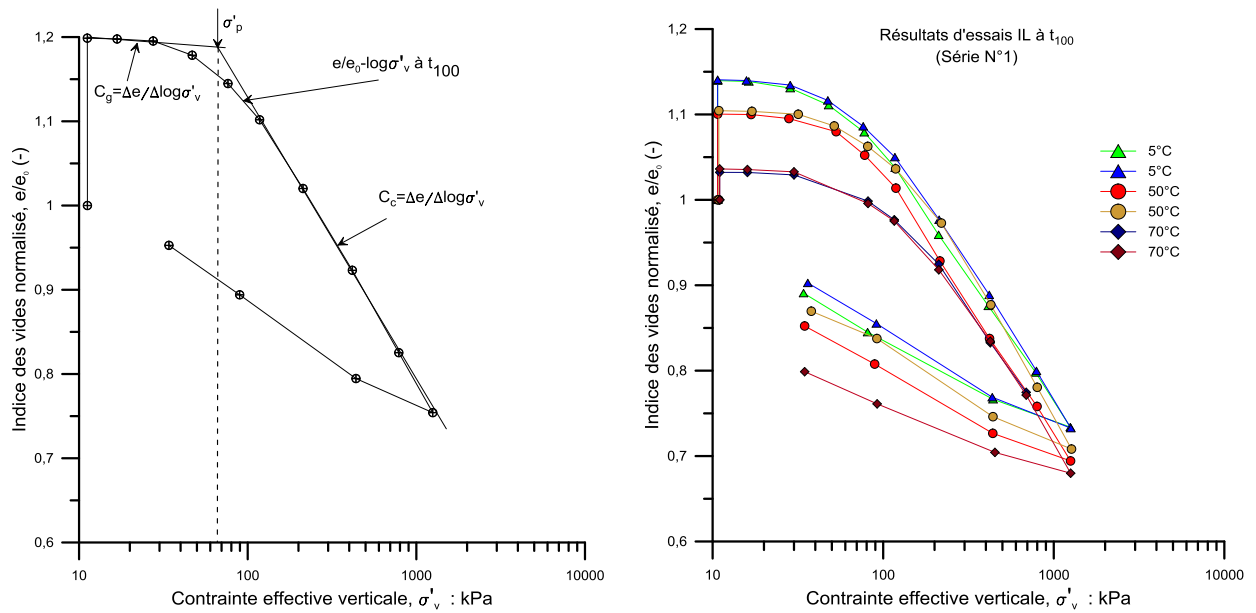 σ'p
1,2
e/e0-logσ'v à t100
Cg=Δe/Δlogσ'v
1,1
1
Cc=Δe/Δlogσ'v
0,9
0,8
0,7
0,6
Indice des vides normalisé, e/e0 (-)
10
100
1000
10000
Contrainte effective verticale, σ'v : kPa
Résultats d'essais IL à t100
(Série N°1)
1,2
1,1
1
0,9
0,8
0,7
0,6
Indice des vides normalisé, e/e0 (-)
5°C
5°C
50°C
50°C
70°C
70°C
10
100
1000
10000
Contrainte effective verticale, σ'v : kPa